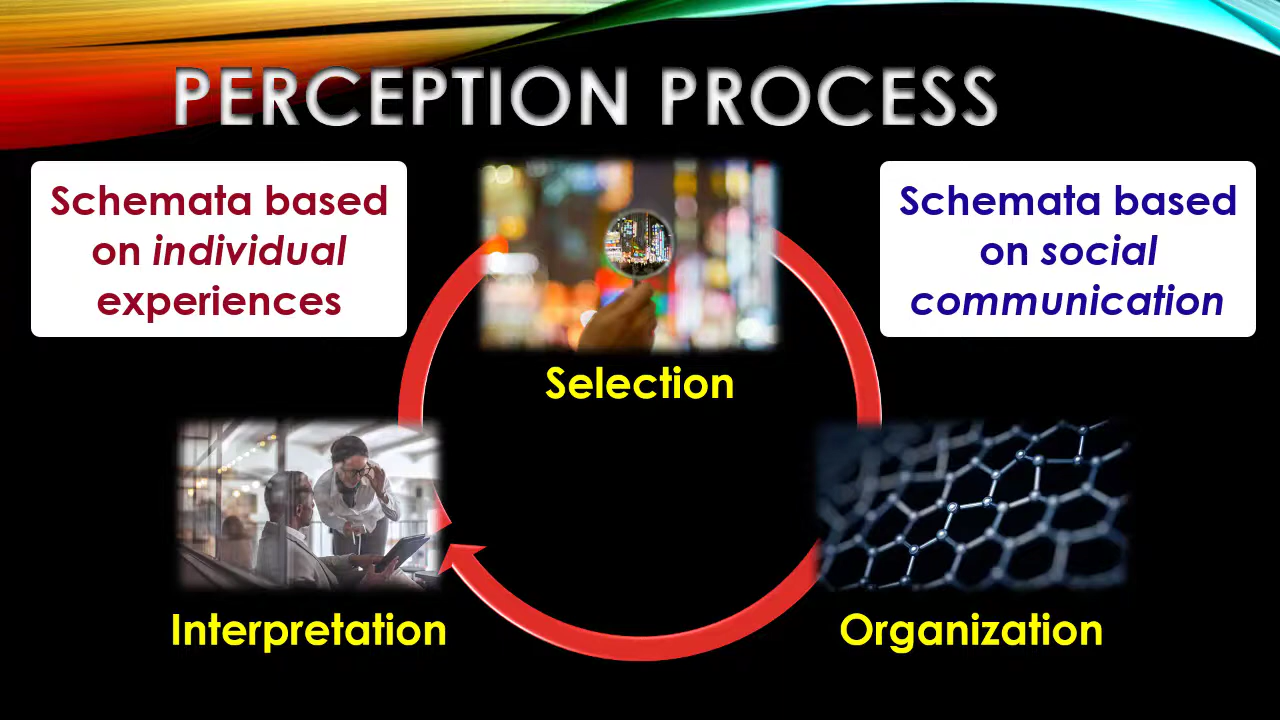 PERCEPTION PROCESS
Schemata based
on individual
experiences
Schemata based
on social
communication
Selection
Interpretation
Organization